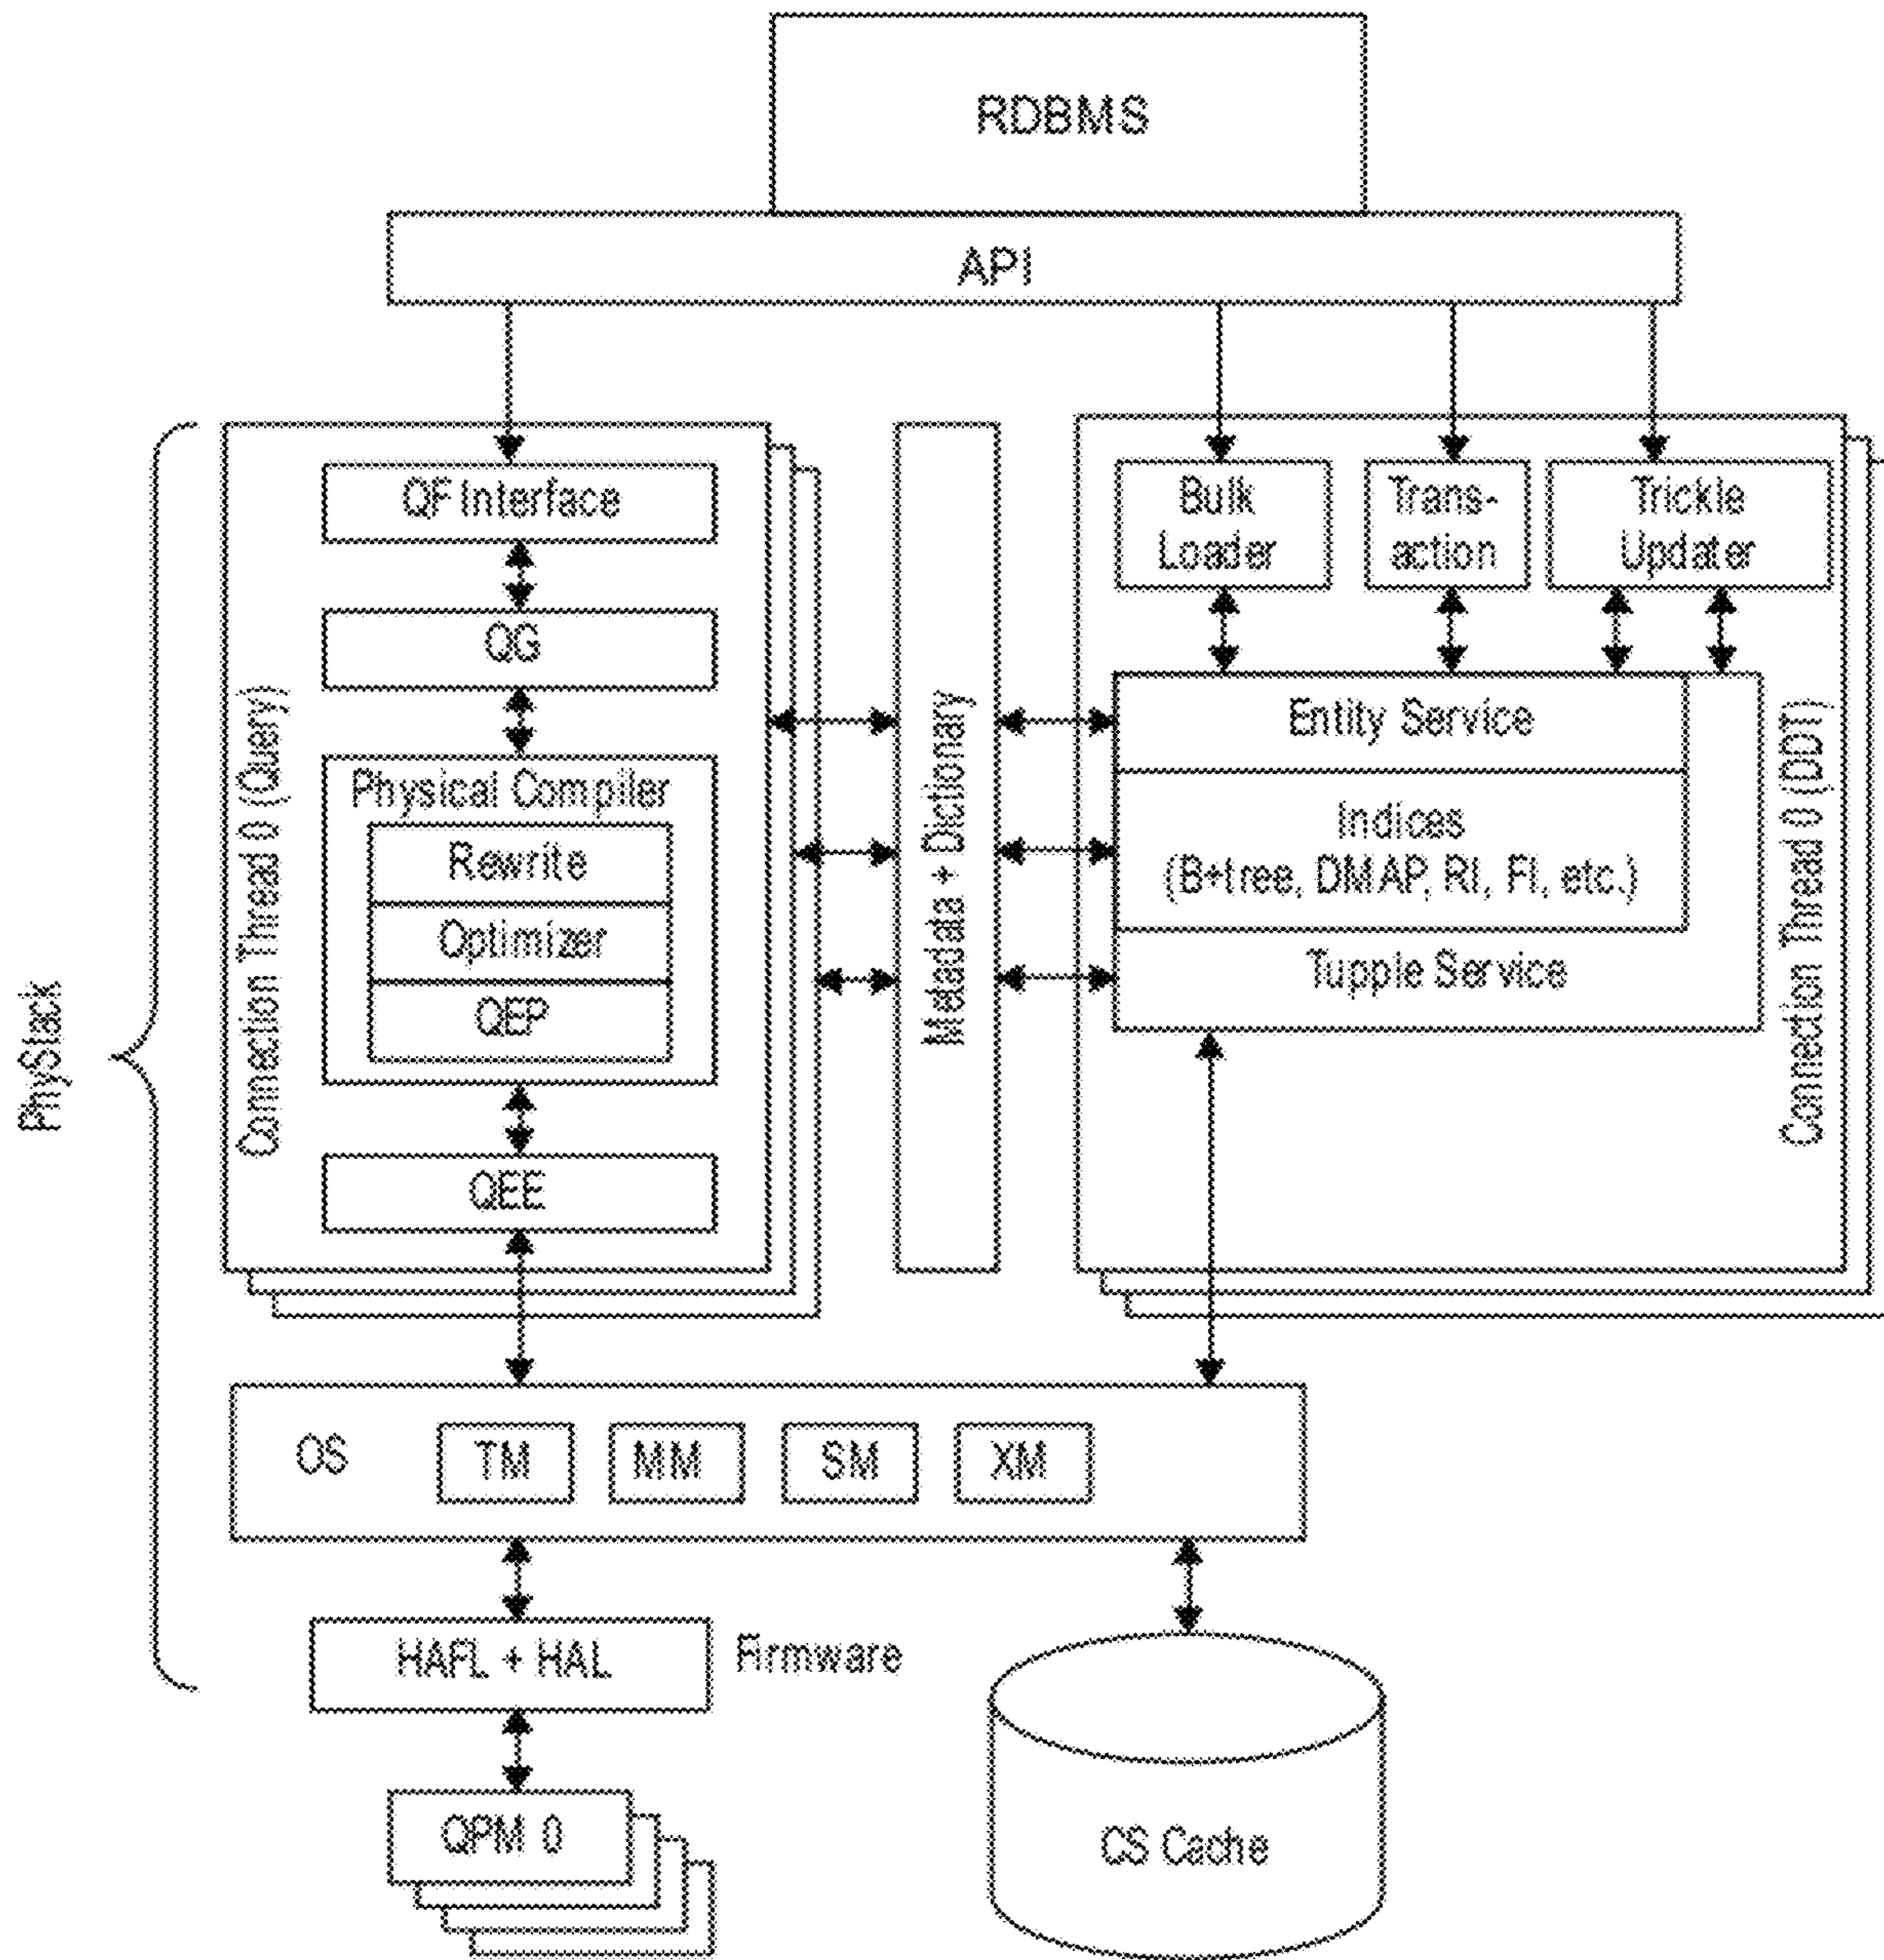 RDBMS
API
PhyStack
Connection Thread 0 (Query)
QF Interface
QG
Physical Compiler
Rewrite
Optimizer
QEP
QEE
Metadata + Dictionary
Bulk
Loader
Trans-
action
Trickle
Updater
Entity Service
Indices
(B+tree, DMAP, RI, FI, etc.)
Tupple Service
Connection Thread 0 (DDT)
OS
TM
MM
SM
XM
HAFL + HAL
Firmware
QPM 0
CS Cache